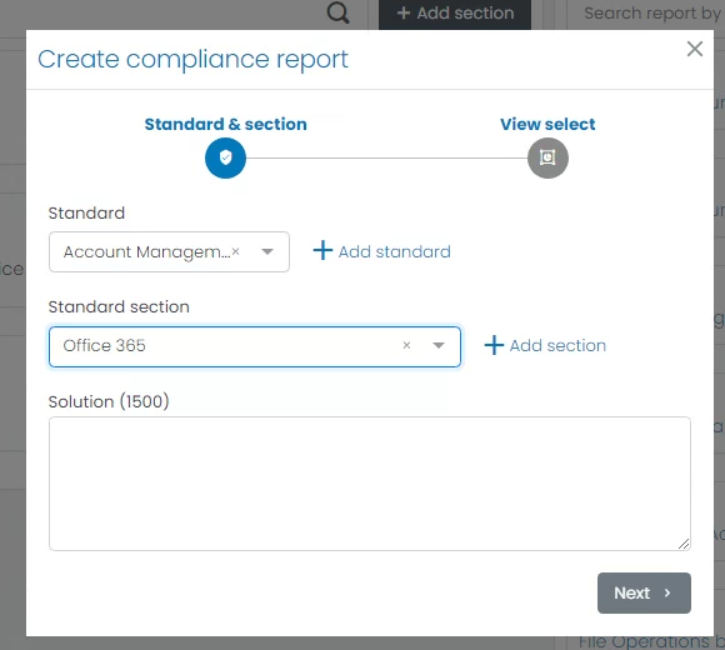 + Add section
Search report by
Create compliance report
Standard & section
View select
Standard
Account Managem...×
+ Add standard
Standard section
Office 365 ×
+ Add section
Solution (1500)
Next ›
File Operations b